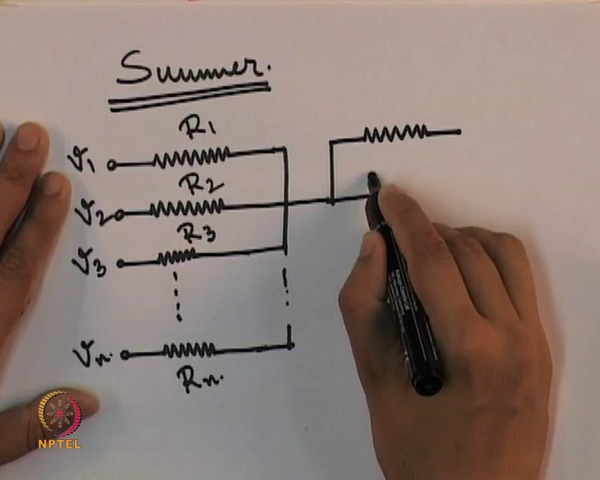 Summer.
R1
V1
R2
V2
R3
V3
Vn.
Rn.
NPTEL